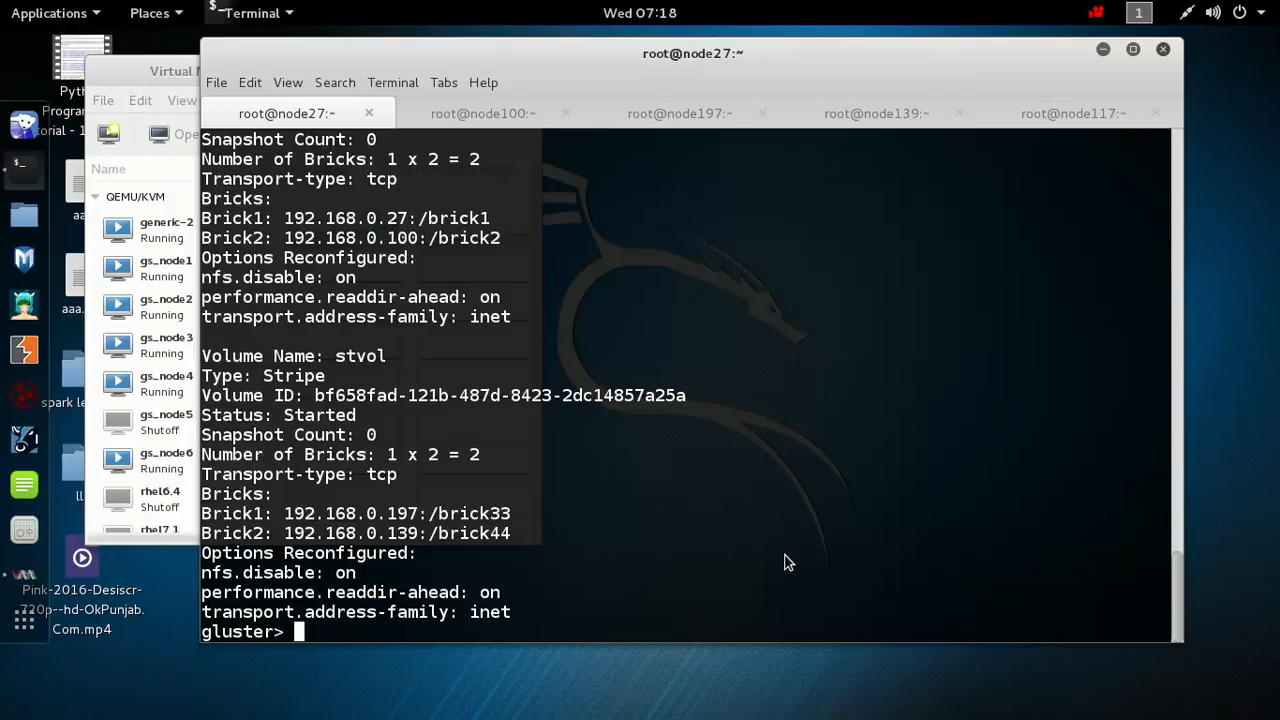 Applications
Places
Terminal
Wed 07:18
1
root@node27:~
File Edit View Search Terminal Tabs Help
root@node27:~
root@node100:~
root@node197:~
root@node139:~
root@node117:~
Snapshot Count: 0
Number of Bricks: 1 x 2 = 2
Transport-type: tcp
Bricks:
Brick1: 192.168.0.27:/brick1
Brick2: 192.168.0.100:/brick2
Options Reconfigured:
nfs.disable: on
performance.readdir-ahead: on
transport.address-family: inet
Volume Name: stvol
Type: Stripe
Volume ID: bf658fad-121b-487d-8423-2dc14857a25a
Status: Started
Snapshot Count: 0
Number of Bricks: 1 x 2 = 2
Transport-type: tcp
Bricks:
Brick1: 192.168.0.197:/brick33
Brick2: 192.168.0.139:/brick44
Options Reconfigured:
nfs.disable: on
performance.readdir-ahead: on
transport.address-family: inet
gluster>
Virtual
File Edit View
Name
QEMU/KVM
generic-2
Running
gs_node1
Running
gs_node2
Running
gs_node3
Running
gs_node4
Running
gs_node5
Shutoff
gs_node6
Running
rhel6.4
Shutoff
rhel7.1
Pink-2016-Desiscr-
720p--hd-OkPunjab.
Com.mp4